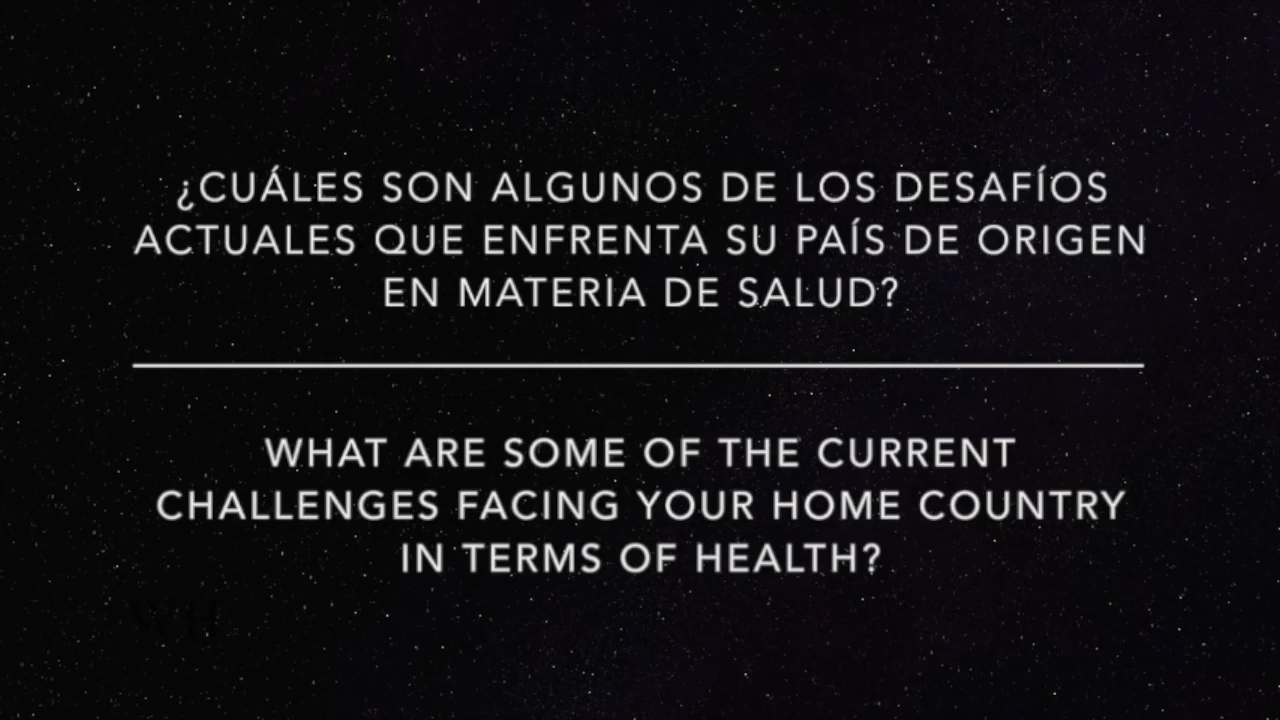 ¿CUÁLES SON ALGUNOS DE LOS DESAFÍOS
ACTUALES QUE ENFRENTA SU PAÍS DE ORIGEN
EN MATERIA DE SALUD?
WHAT ARE SOME OF THE CURRENT
CHALLENGES FACING YOUR HOME COUNTRY
IN TERMS OF HEALTH?